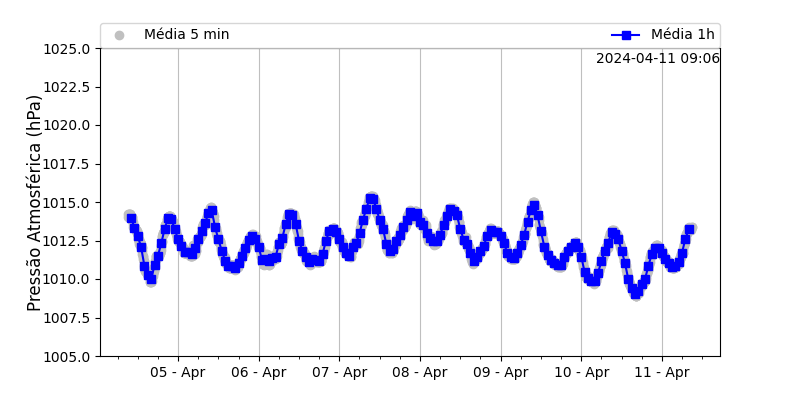 Média 5 min
Média 1h
2024-04-11 09:06
Pressão Atmosférica (hPa)
1025.0
1022.5
1020.0
1017.5
1015.0
1012.5
1010.0
1007.5
1005.0
05 - Apr
06 - Apr
07 - Apr
08 - Apr
09 - Apr
10 - Apr
11 - Apr